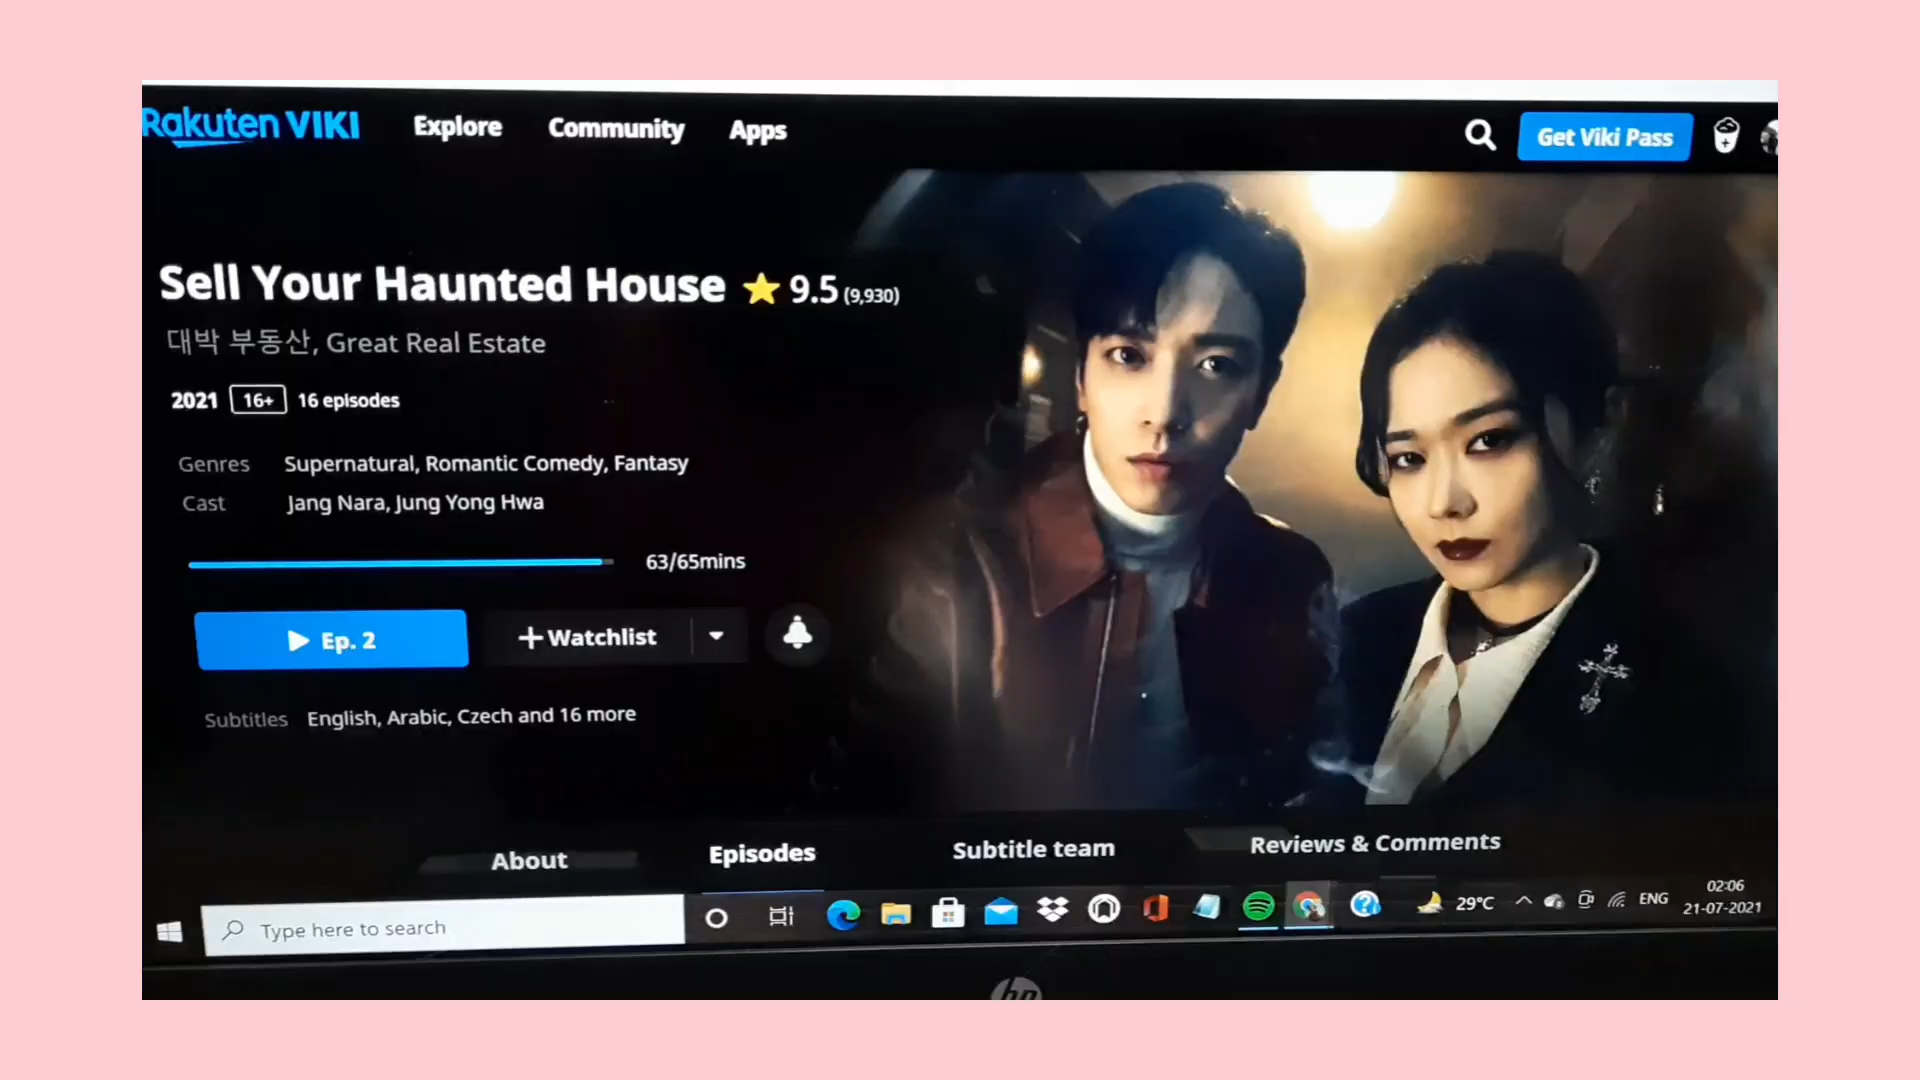 Rakuten VIKI Explore Community Apps Get Viki Pass
Sell Your Haunted House 9.5 (9,930)
대박 부동산, Great Real Estate
2021 16+ 16 episodes
Genres Supernatural, Romantic Comedy, Fantasy
Cast Jang Nara, Jung Yong Hwa
63/65mins
Ep. 2 +Watchlist
Subtitles English, Arabic, Czech and 16 more
About Episodes Subtitle team Reviews & Comments
Type here to search 29°C ENG 02:06
21-07-2021
hp